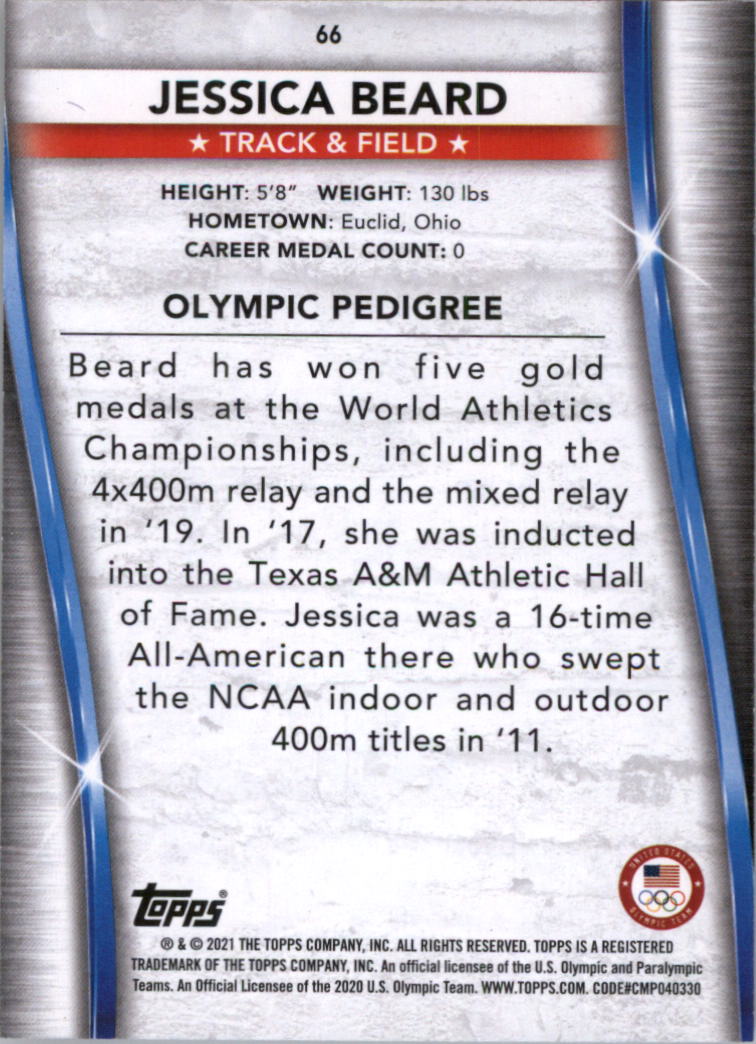 66
JESSICA BEARD
★ TRACK & FIELD ★
HEIGHT: 5'8" WEIGHT: 130 lbs
HOMETOWN: Euclid, Ohio
CAREER MEDAL COUNT: 0
OLYMPIC PEDIGREE
Beard has won five gold
medals at the World Athletics
Championships, including the
4x400m relay and the mixed relay
in '19. In '17, she was inducted
into the Texas A&M Athletic Hall
of Fame. Jessica was a 16-time
All-American there who swept
the NCAA indoor and outdoor
400m titles in '11.
UNITED STATES
OLYMPIC TEAM
Topps®
® & © 2021 THE TOPPS COMPANY, INC. ALL RIGHTS RESERVED. TOPPS IS A REGISTERED
TRADEMARK OF THE TOPPS COMPANY, INC. An official licensee of the U.S. Olympic and Paralympic
Teams. An Official Licensee of the 2020 U.S. Olympic Team. WWW.TOPPS.COM. CODE#CMP040330